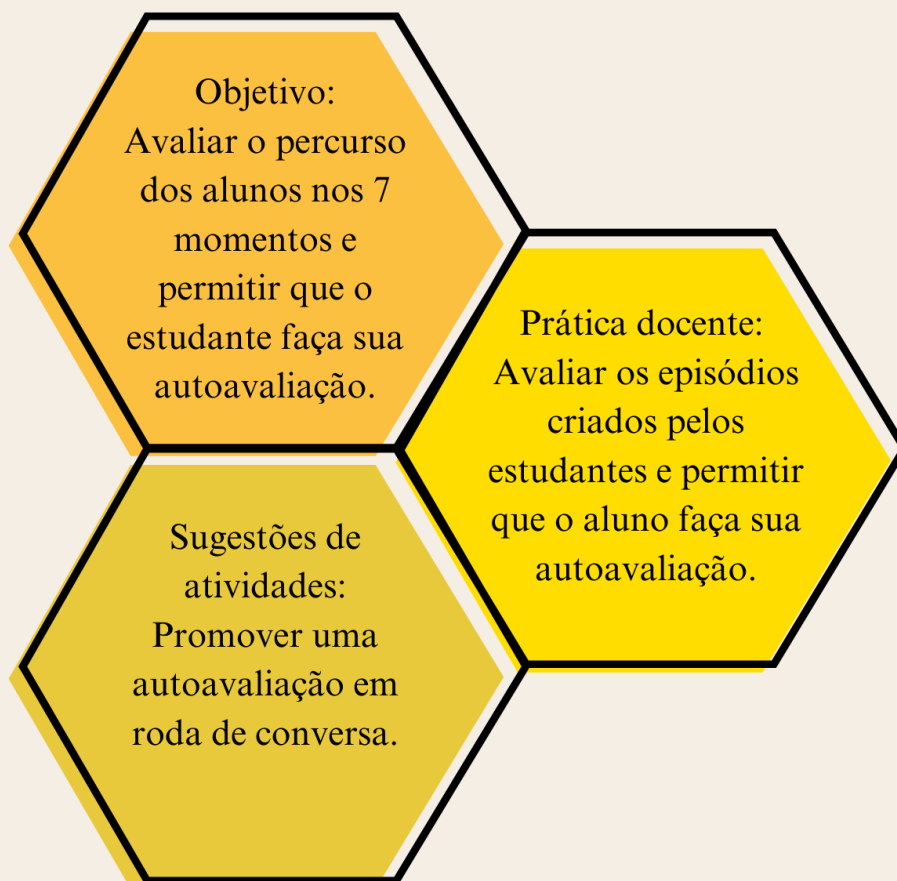 Objetivo:
Avaliar o percurso
dos alunos nos 7
momentos e
permitir que o
estudante faça sua
autoavaliação.
Prática docente:
Avaliar os episódios
criados pelos
estudantes e permitir
que o aluno faça sua
autoavaliação.
Sugestões de
atividades:
Promover uma
autoavaliação em
roda de conversa.